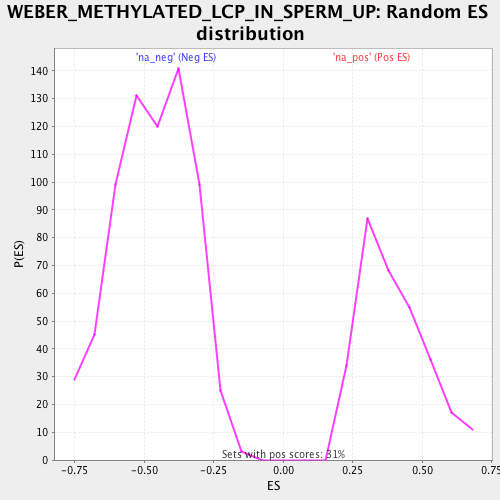 WEBER_METHYLATED_LCP_IN_SPERM_UP: Random ES
distribution
'na_neg' (Neg ES) 'na_pos' (Pos ES)
140
130
120
110
100
90
80
70
60
50
40
30
20
10
0
P(ES)
Sets with pos scores: 31%
-0.75 -0.50 -0.25 0.00 0.25 0.50 0.75
ES